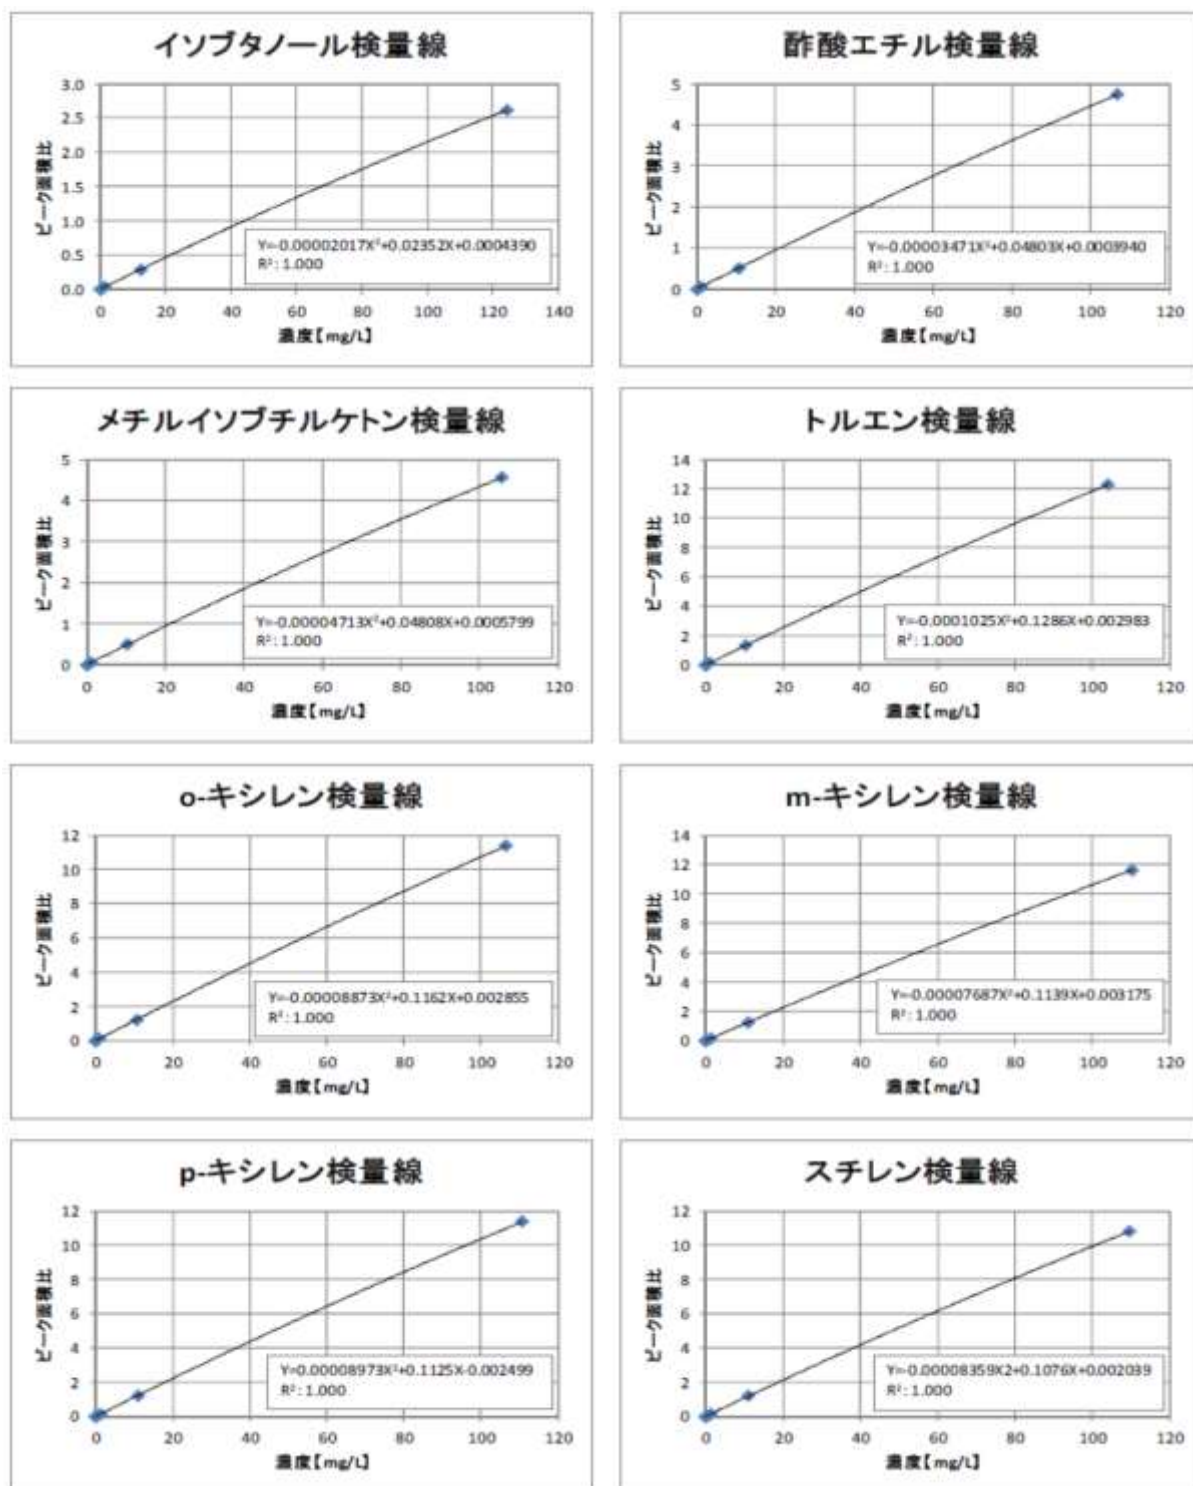 イソブタノール検量線
ピーク面積比
3.0
2.5
2.0
1.5
1.0
0.5
0.0
Y=-0.00002017X²+0.02352X+0.0004390
R²: 1.000
0 20 40 60 80 100 120 140
濃度【mg/L】
酢酸エチル検量線
ピーク面積比
5
4
3
2
1
0
Y=-0.00003471X²+0.04803X+0.0003940
R²: 1.000
0 20 40 60 80 100 120
濃度【mg/L】
メチルイソブチルケトン検量線
ピーク面積比
5
4
3
2
1
0
Y=-0.00004713X²+0.04808X+0.0005799
R²: 1.000
0 20 40 60 80 100 120
濃度【mg/L】
トルエン検量線
ピーク面積比
14
12
10
8
6
4
2
0
Y=-0.0001025X²+0.1286X+0.002983
R²: 1.000
0 20 40 60 80 100 120
濃度【mg/L】
o-キシレン検量線
ピーク面積比
12
10
8
6
4
2
0
Y=-0.00008873X²+0.1162X+0.002855
R²: 1.000
0 20 40 60 80 100 120
濃度【mg/L】
m-キシレン検量線
ピーク面積比
14
12
10
8
6
4
2
0
Y=-0.00007687X²+0.1139X+0.003175
R²: 1.000
0 20 40 60 80 100 120
濃度【mg/L】
p-キシレン検量線
ピーク面積比
12
10
8
6
4
2
0
Y=0.00008973X²+0.1125X-0.002499
R²: 1.000
0 20 40 60 80 100 120
濃度【mg/L】
スチレン検量線
ピーク面積比
12
10
8
6
4
2
0
Y=-0.00008359X2+0.1076X+0.002039
R²: 1.000
0 20 40 60 80 100 120
濃度【mg/L】